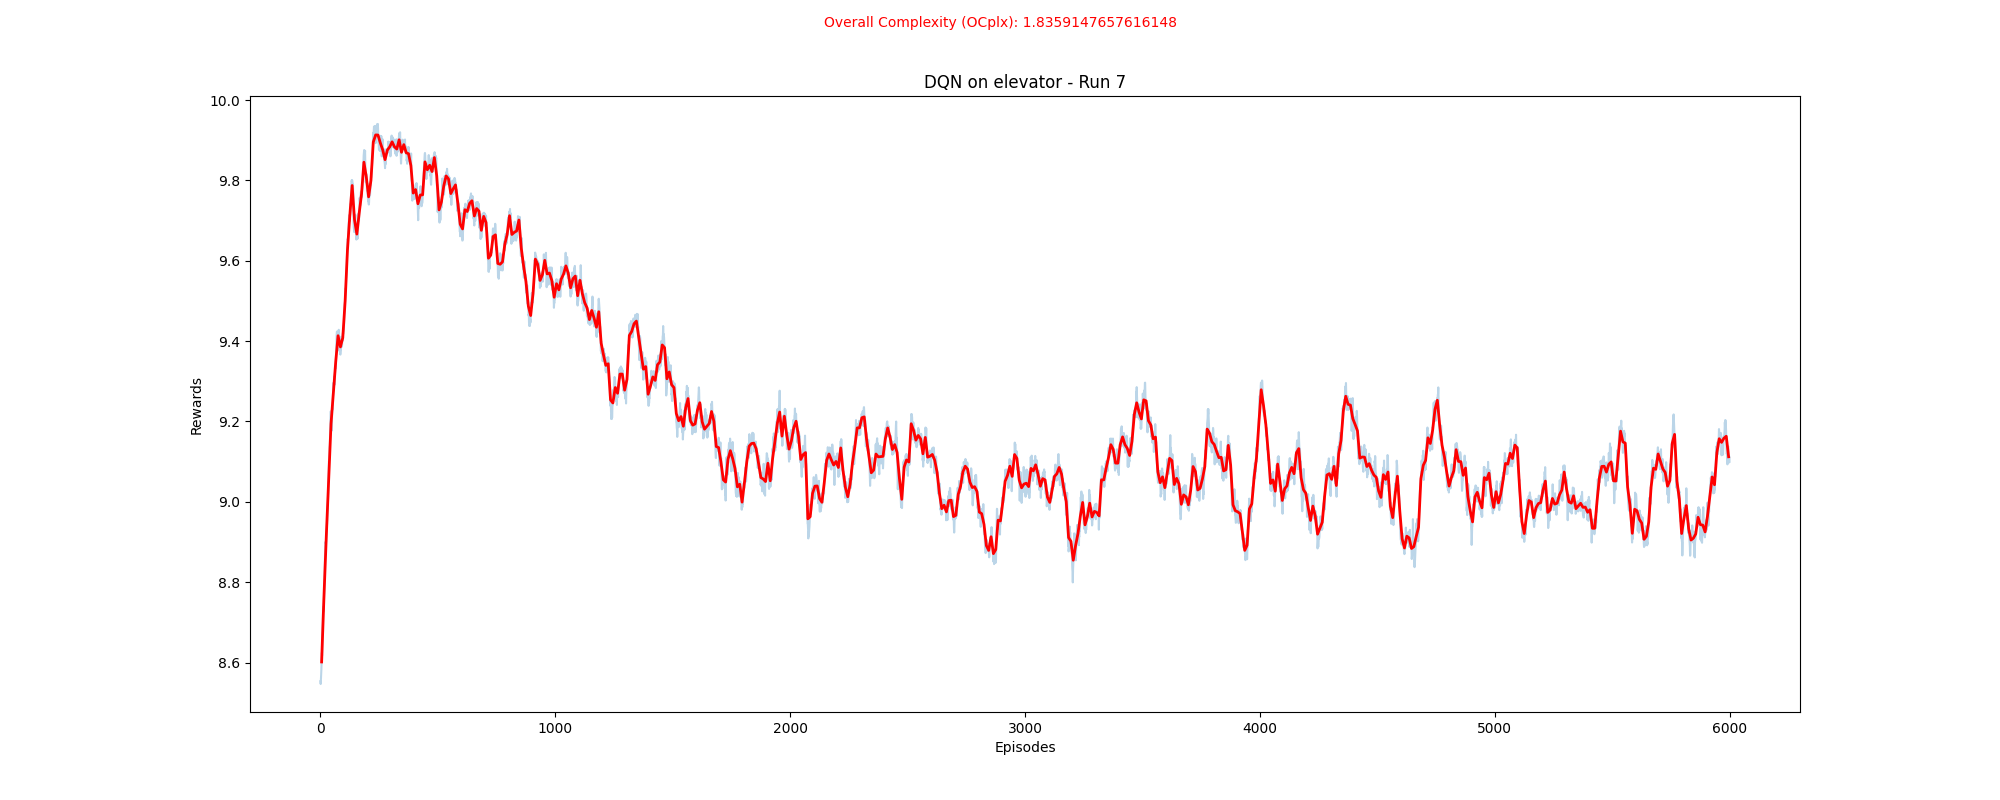 Overall Complexity (OCplx): 1.8359147657616148
DQN on elevator - Run 7
10.0
9.8
9.6
9.4
9.2
9.0
8.8
8.6
Rewards
0 1000 2000 3000 4000 5000 6000
Episodes